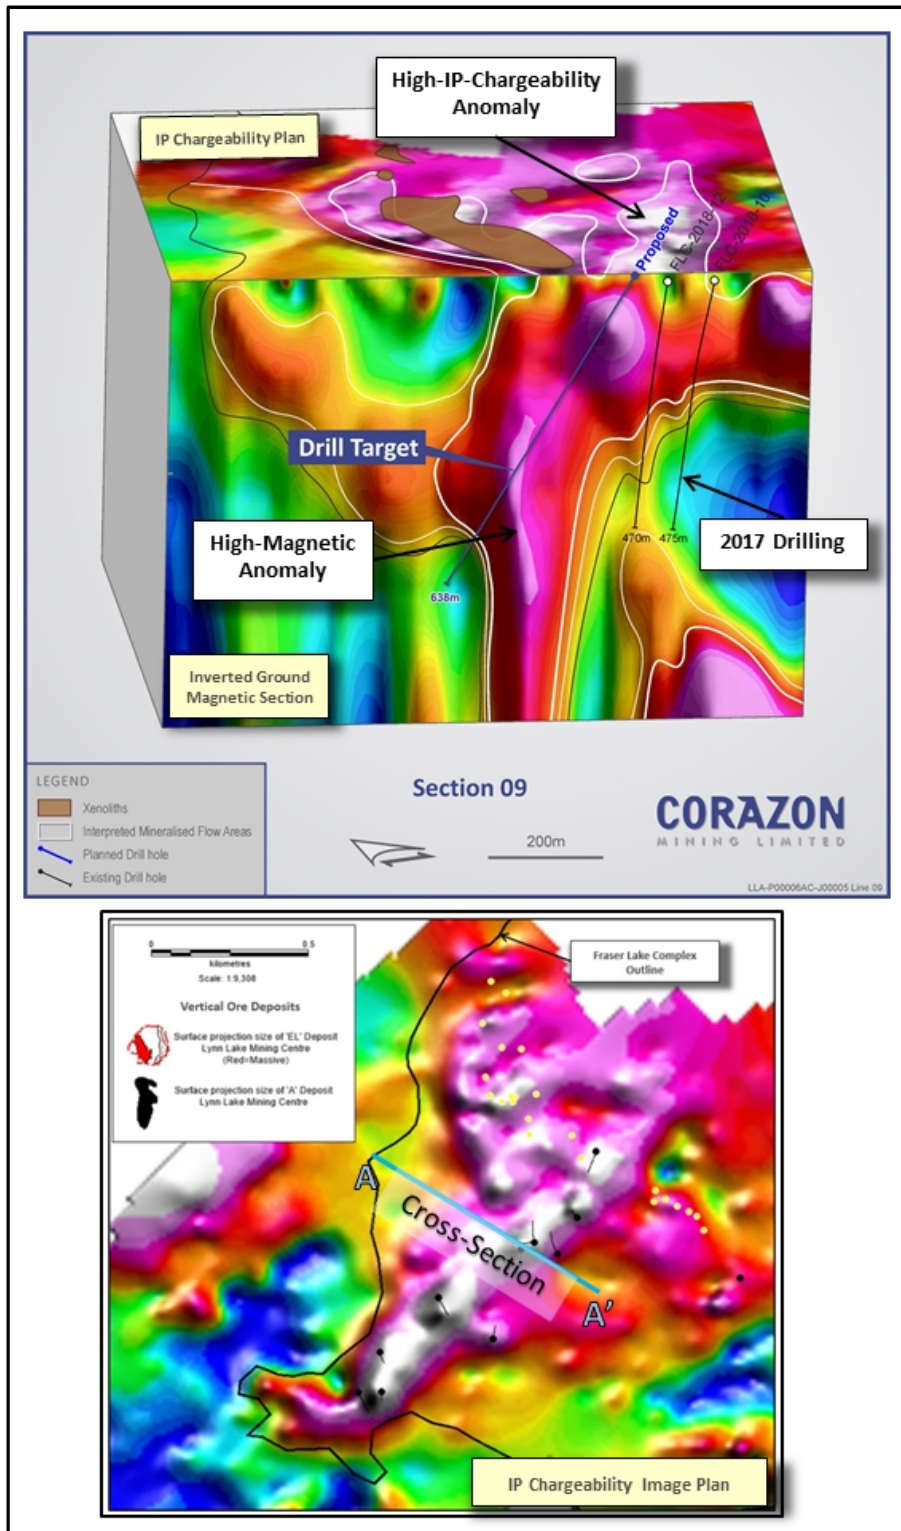 High-IP-Chargeability
Anomaly
IP Chargeability Plan
Proposed
FLC-2018-12
FLC-2018-10
Drill Target
High-Magnetic
Anomaly
470m
475m
2017 Drilling
638m
Inverted Ground
Magnetic Section
LEGEND
Xenoliths
Interpreted Mineralised Flow Areas
Planned Drill hole
Existing Drill hole
Section 09
200m
CORAZON
MINING LIMITED
LLA-P00006AC-J00005 Line 09
0 0.5
kilometres
Scale: 1:9,308
Vertical Ore Deposits
Surface projection size of 'EL' Deposit
Lynn Lake Mining Centre
(Red=Massive)
Surface projection size of 'A' Deposit
Lynn Lake Mining Centre
Fraser Lake Complex
Outline
A
Cross-Section
A'
IP Chargeability Image Plan